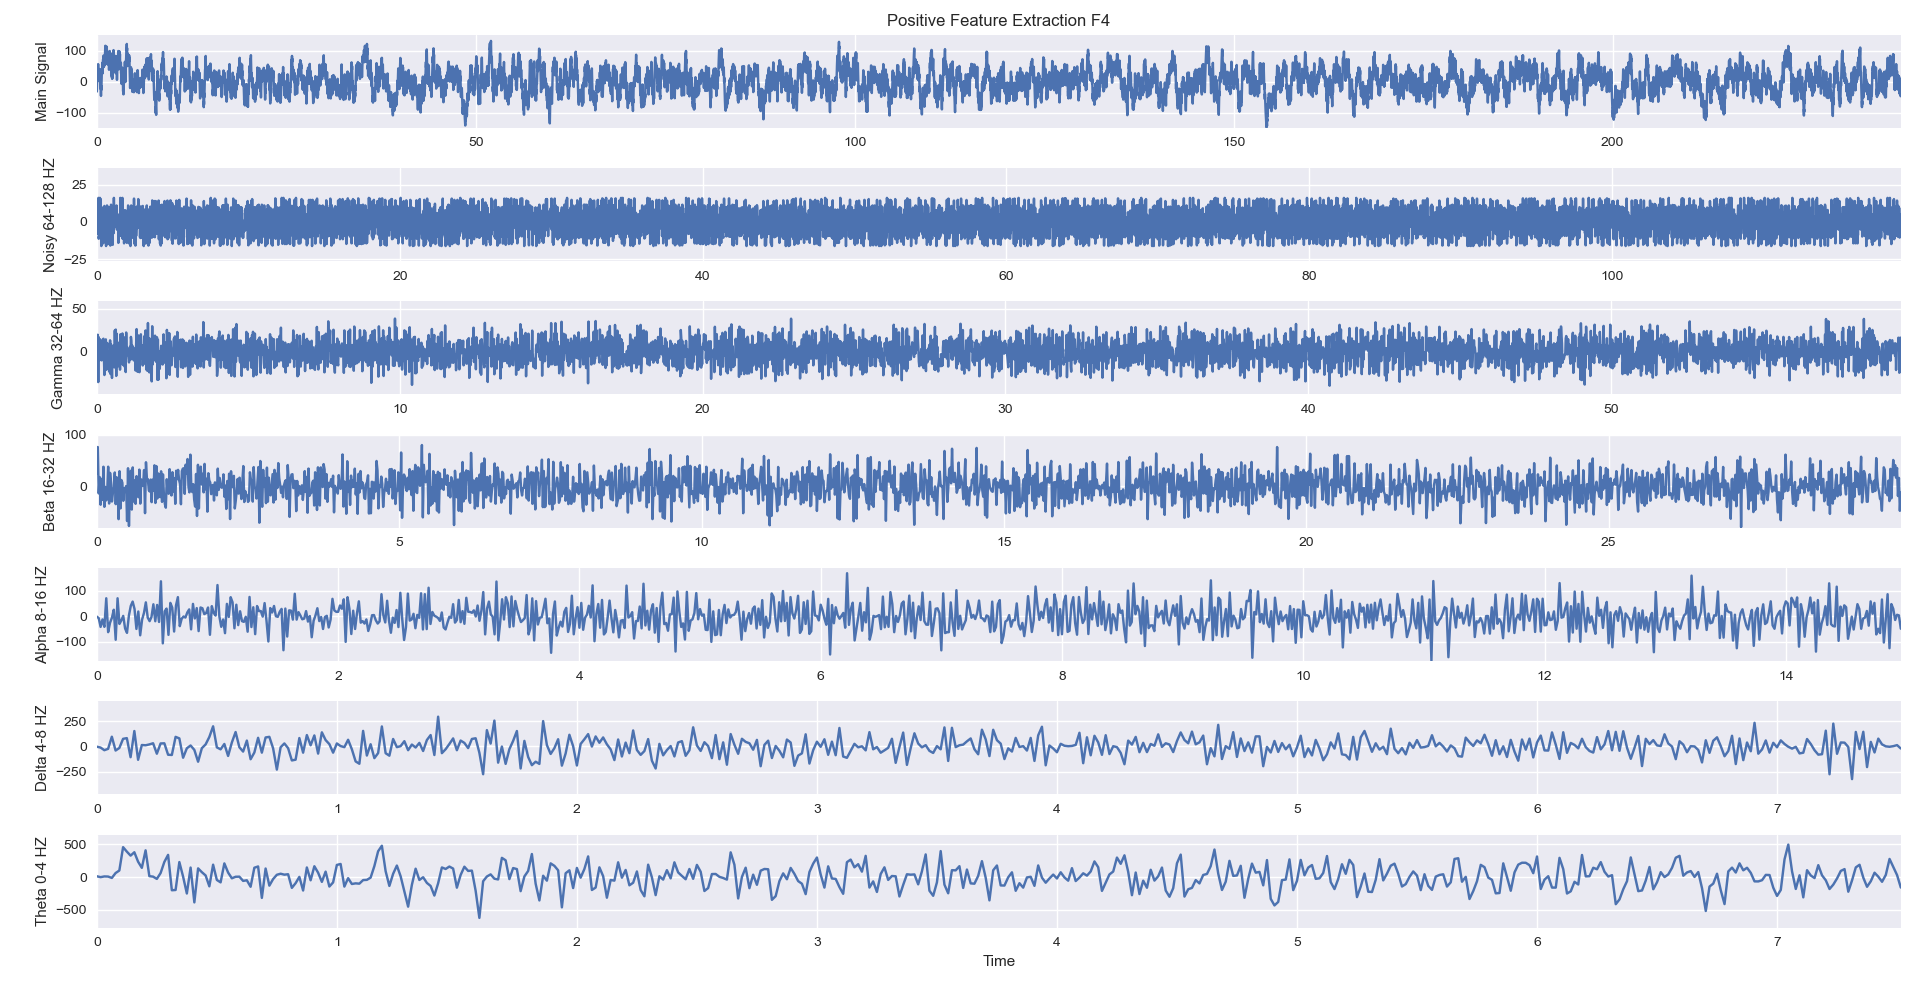 Positive Feature Extraction F4
Main Signal
100
0
−100
0 50 100 150 200
Noisy 64-128 HZ
25
0
−25
0 20 40 60 80 100
Gamma 32-64 HZ
50
0
0 10 20 30 40 50
Beta 16-32 HZ
100
0
0 5 10 15 20 25
Alpha 8-16 HZ
100
0
−100
0 2 4 6 8 10 12 14
Delta 4-8 HZ
250
0
−250
0 1 2 3 4 5 6 7
Theta 0-4 HZ
500
0
−500
0 1 2 3 4 5 6 7
Time